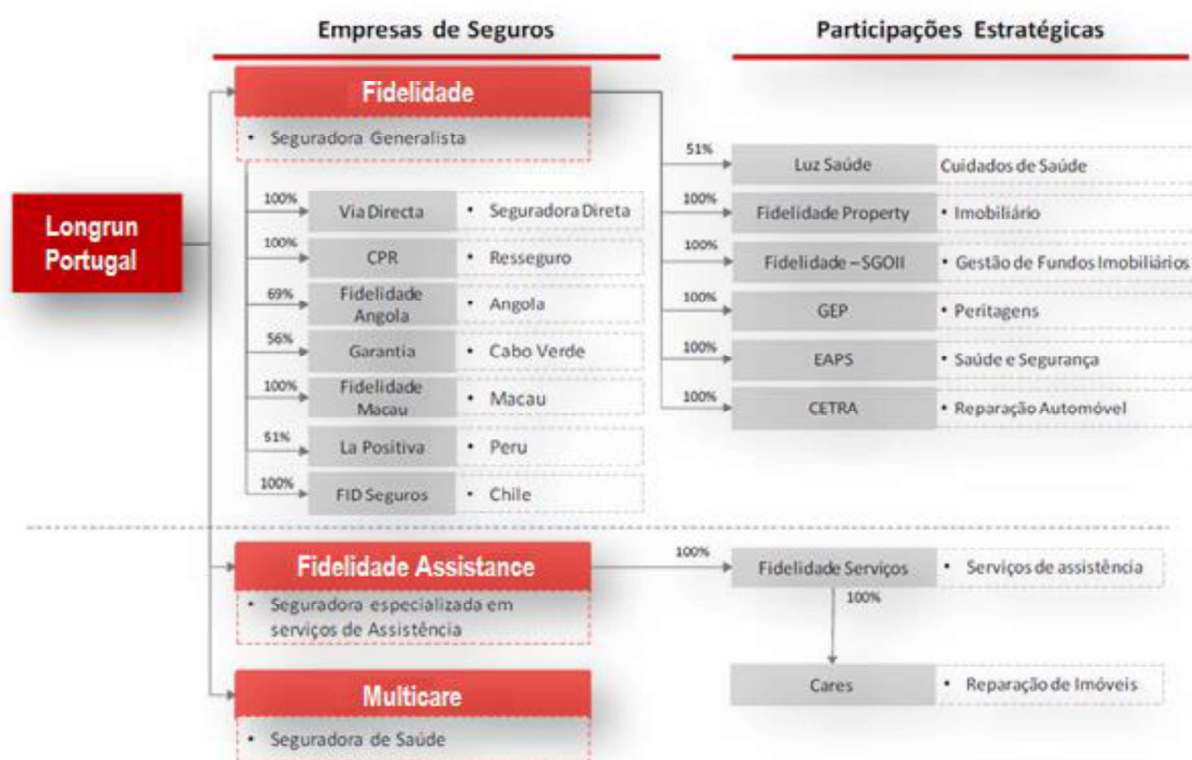 Empresas de Seguros
Participações Estratégicas
Longrun
Portugal
Fidelidade
• Seguradora Generalista
100%
Via Directa
• Seguradora Direta
100%
CPR
• Resseguro
69%
Fidelidade
Angola
• Angola
56%
Garantia
• Cabo Verde
100%
Fidelidade
Macau
• Macau
51%
La Positiva
• Peru
100%
FID Seguros
• Chile
51%
Luz Saúde
Cuidados de Saúde
100%
Fidelidade Property
• Imobiliário
100%
Fidelidade –SGOII
• Gestão de Fundos Imobiliários
100%
GEP
• Peritagens
100%
EAPS
• Saúde e Segurança
100%
CETRA
• Reparação Automóvel
Fidelidade Assistance
• Seguradora especializada em
serviços de Assistência
100%
Fidelidade Serviços
• Serviços de assistência
100%
Cares
• Reparação de Imóveis
Multicare
• Seguradora de Saúde